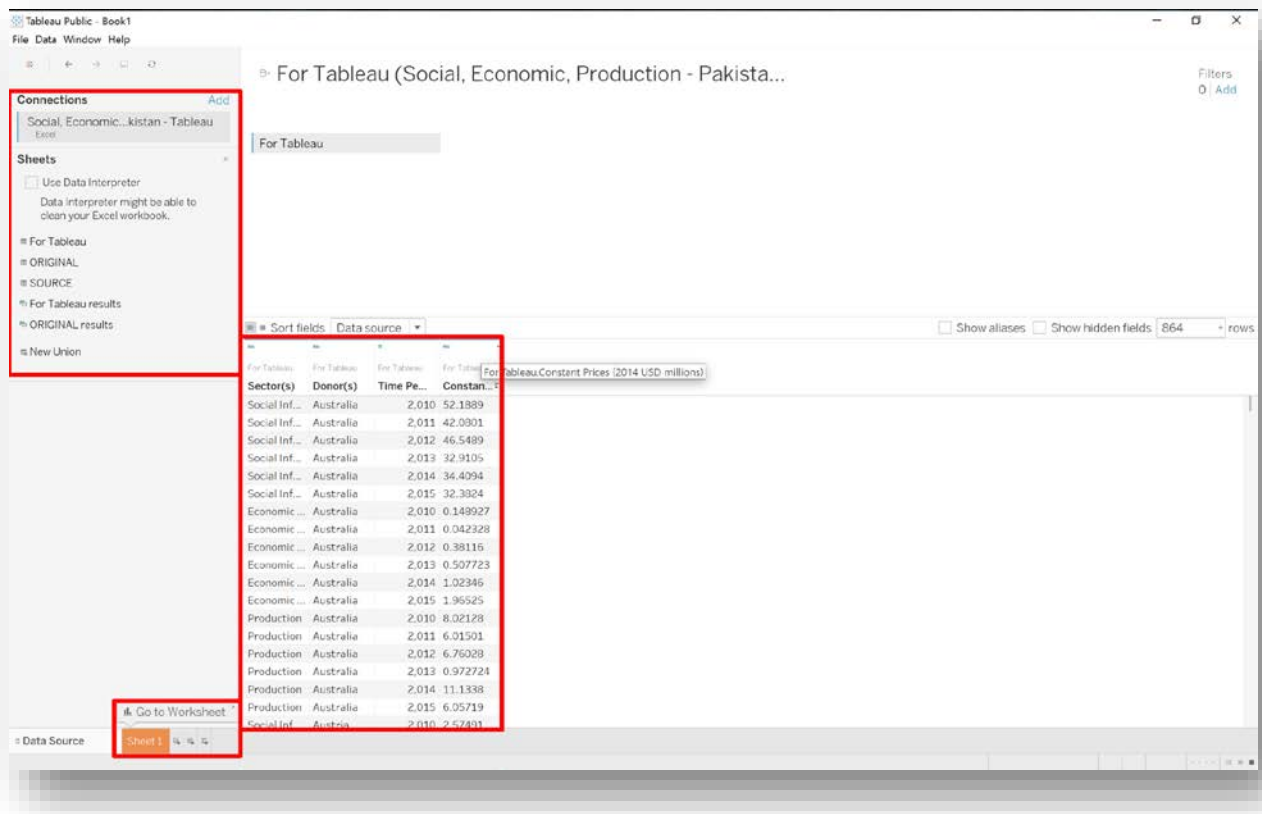 Tableau Public - Book1
File Data Window Help
For Tableau (Social, Economic, Production - Pakista...
Filters
0 Add
Connections Add
Social, Economic...kistan - Tableau
Excel
For Tableau
Sheets
Use Data Interpreter
Data Interpreter might be able to
clean your Excel workbook.
For Tableau
ORIGINAL
SOURCE
For Tableau results
ORIGINAL results
New Union
Sort fields Data source
Show aliases Show hidden fields 864 rows
For Tableau For Tableau For Tableau For Tableau
For Tableau.Constant Prices (2014 USD millions)
Sector(s) Donor(s) Time Pe... Constan...
Social Inf... Australia 2,010 52.1889
Social Inf... Australia 2,011 42.0801
Social Inf... Australia 2,012 46.5489
Social Inf... Australia 2,013 32.9105
Social Inf... Australia 2,014 34.4094
Social Inf... Australia 2,015 32.3824
Economic ... Australia 2,010 0.148927
Economic ... Australia 2,011 0.042328
Economic ... Australia 2,012 0.38116
Economic ... Australia 2,013 0.507723
Economic ... Australia 2,014 1.02346
Economic ... Australia 2,015 1.96525
Production Australia 2,010 8.02128
Production Australia 2,011 6.01501
Production Australia 2,012 6.76028
Production Australia 2,013 0.972724
Production Australia 2,014 11.1338
Production Australia 2,015 6.05719
Social Inf... Austria 2,010 2.57491
Go to Worksheet
Data Source Sheet 1